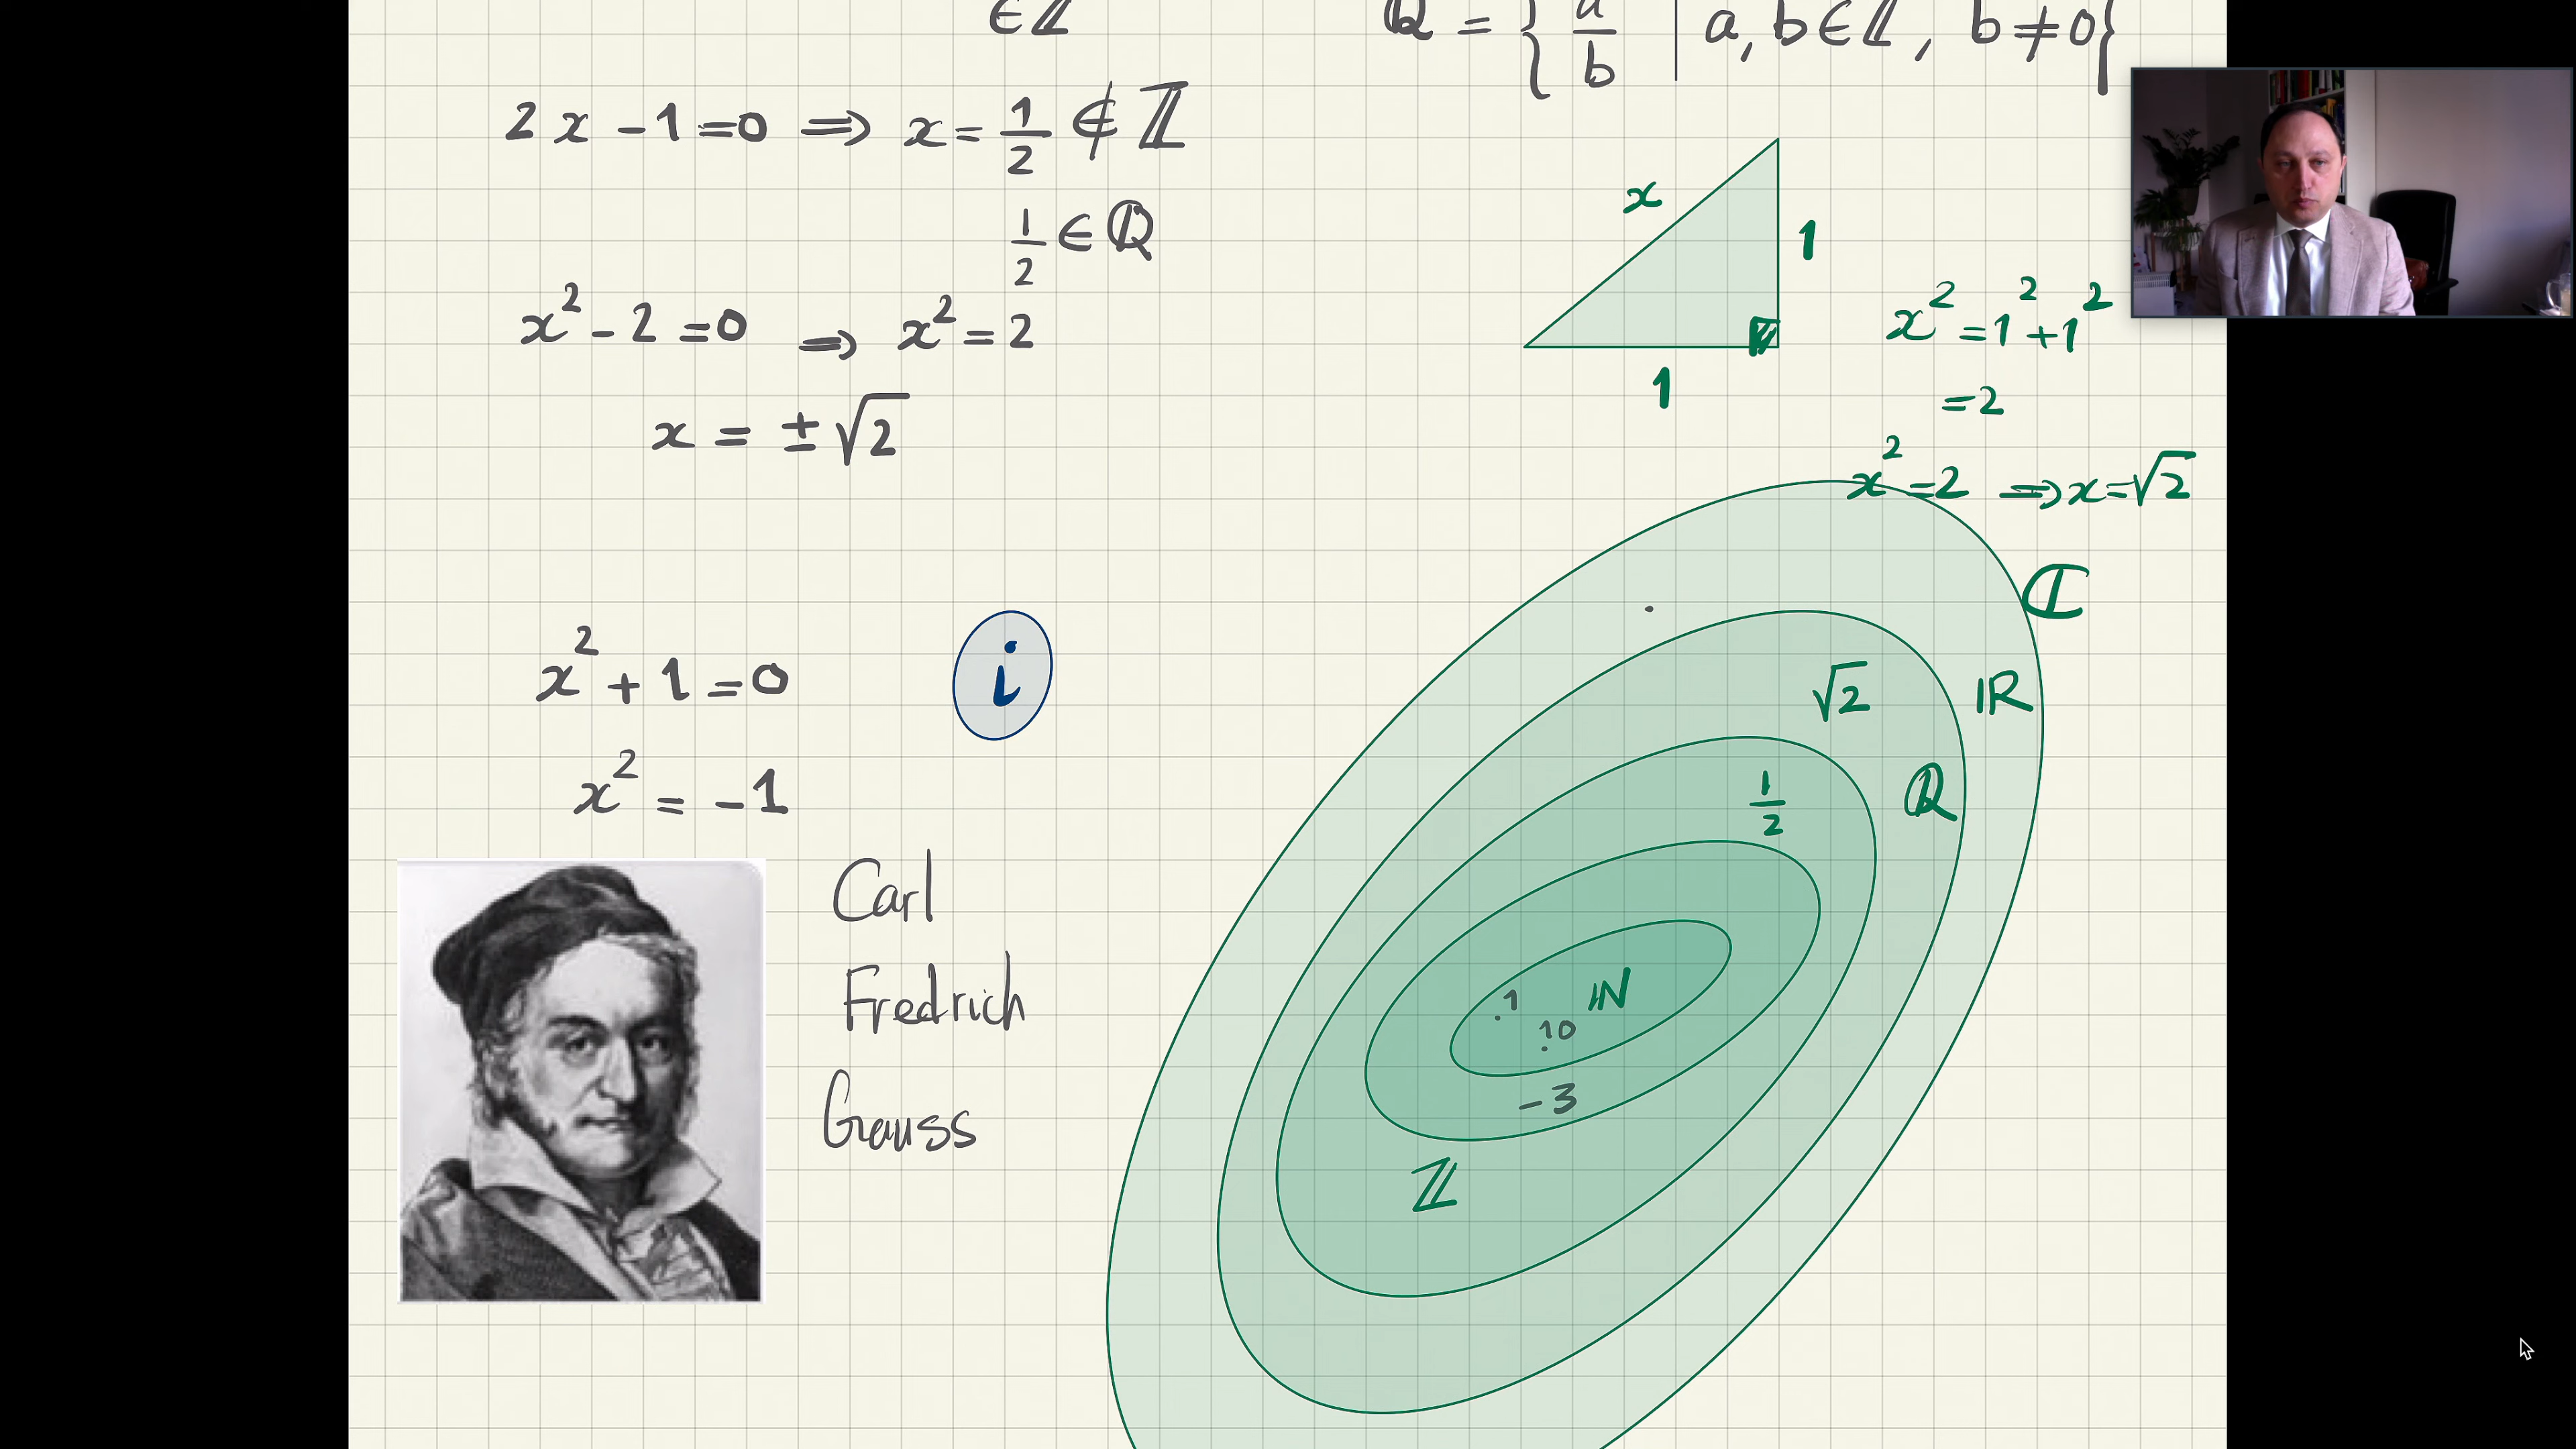 ∈ℤ
ℚ = { a/b | a, b ∈ ℤ, b ≠ 0}
2x - 1 = 0 ⇒ x = 1/2 ∉ ℤ
1/2 ∈ ℚ
x² - 2 = 0 ⇒ x² = 2
x = ± √2
x
1
1
x² = 1² + 1²
= 2
x² = 2 ⇒ x = √2
x² + 1 = 0
i
x² = -1
Carl
Fredrich
Gauss
ℂ
√2
ℝ
1/2
ℚ
ℕ
.1
.10
-3
ℤ